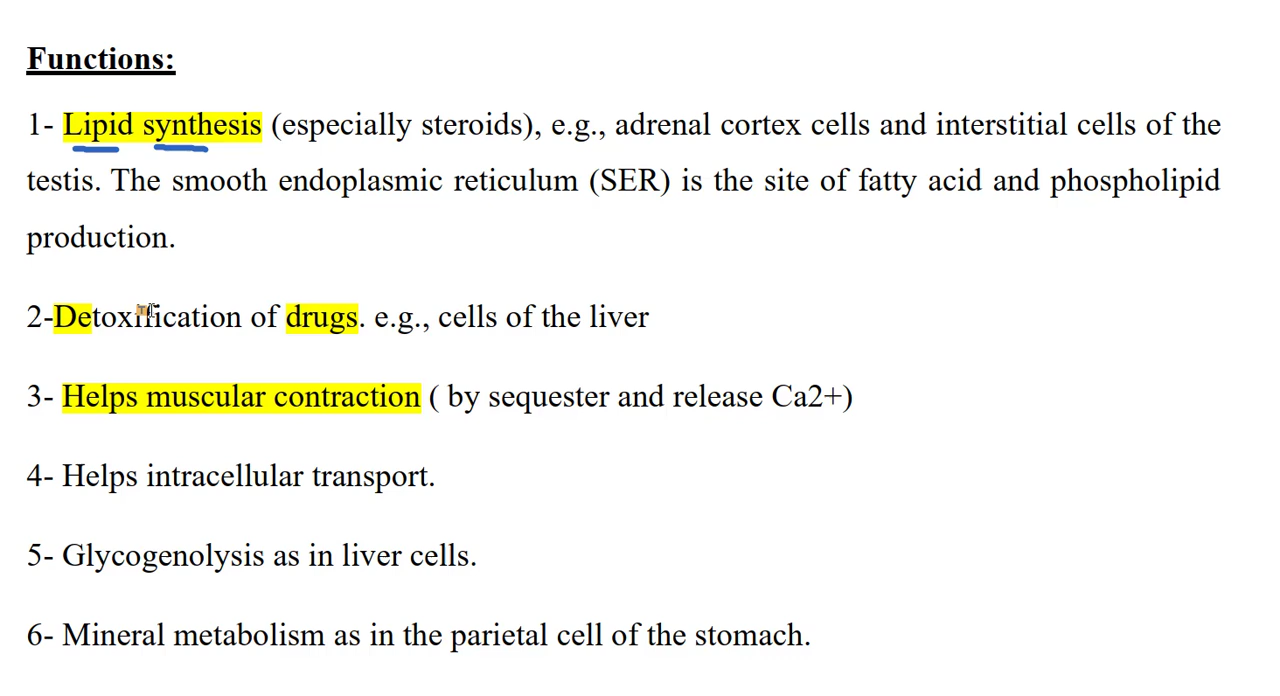 Functions:
1- Lipid synthesis (especially steroids), e.g., adrenal cortex cells and interstitial cells of the
testis. The smooth endoplasmic reticulum (SER) is the site of fatty acid and phospholipid
production.
2-Detoxification of drugs. e.g., cells of the liver
3- Helps muscular contraction ( by sequester and release Ca2+)
4- Helps intracellular transport.
5- Glycogenolysis as in liver cells.
6- Mineral metabolism as in the parietal cell of the stomach.